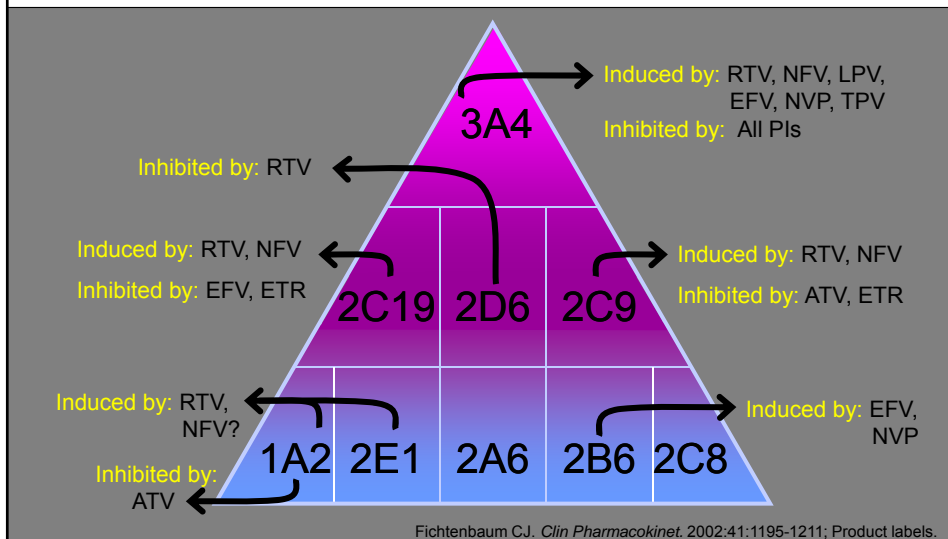 Induced by: RTV, NFV, LPV,
EFV, NVP, TPV
3A4
Inhibited by: All PIs
Inhibited by: RTV
Induced by: RTV, NFV
Inhibited by: EFV, ETR
2C19
2D6
2C9
Induced by: RTV, NFV
Inhibited by: ATV, ETR
Induced by: RTV,
NFV?
Inhibited by:
ATV
1A2
2E1
2A6
2B6
2C8
Induced by: EFV,
NVP
Fichtenbaum CJ. Clin Pharmacokinet. 2002:41:1195-1211; Product labels.